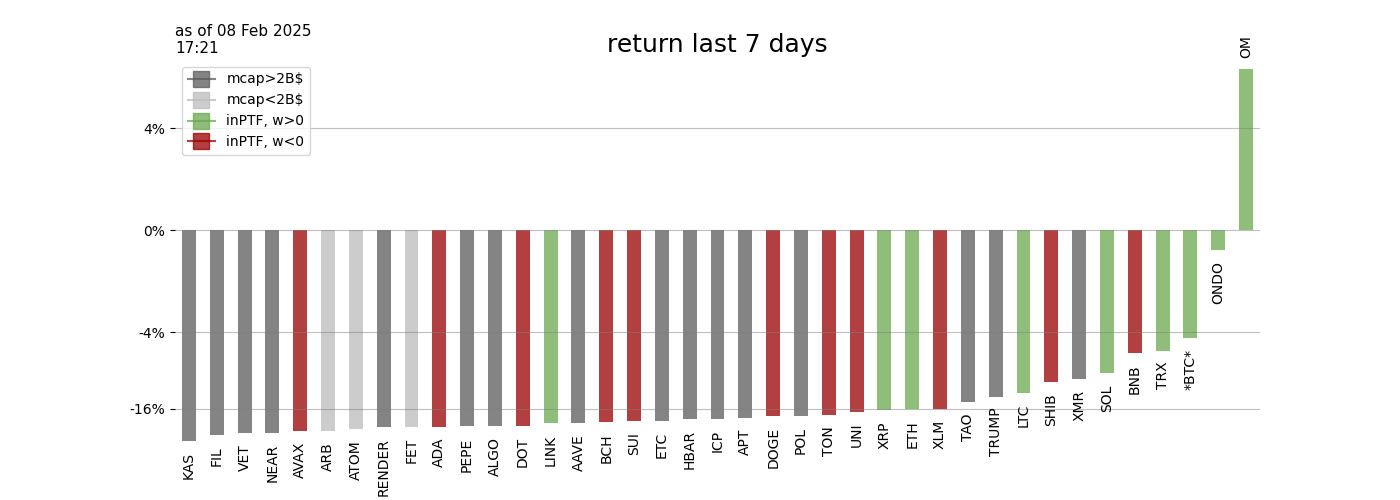 as of 08 Feb 2025
17:21
return last 7 days
mcap>2B$
mcap<2B$
inPTF, w>0
inPTF, w<0
4%
0%
-4%
-16%
KAS
FIL
VET
NEAR
AVAX
ARB
ATOM
RENDER
FET
ADA
PEPE
ALGO
DOT
LINK
AAVE
BCH
SUI
ETC
HBAR
ICP
APT
DOGE
POL
TON
UNI
XRP
ETH
XLM
TAO
TRUMP
LTC
SHIB
XMR
SOL
BNB
TRX
*BTC*
ONDO
OM